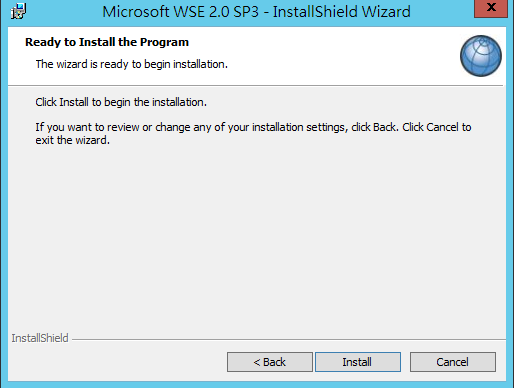 Microsoft WSE 2.0 SP3 - InstallShield Wizard
x
Ready to Install the Program
The wizard is ready to begin installation.
Click Install to begin the installation.
If you want to review or change any of your installation settings, click Back. Click Cancel to
exit the wizard.
InstallShield
< Back
Install
Cancel